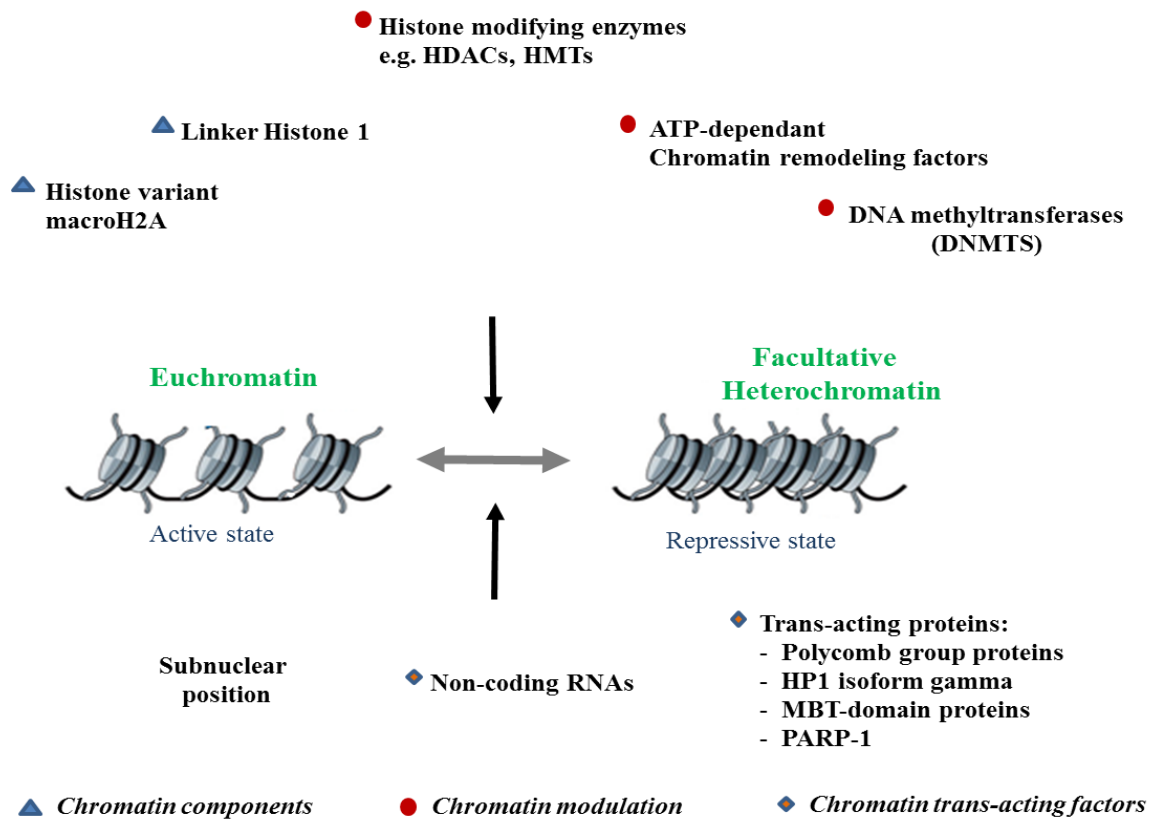 Histone modifying enzymes
e.g. HDACs, HMTs
Linker Histone 1
ATP-dependant
Chromatin remodeling factors
Histone variant
macroH2A
DNA methyltransferases
(DNMTS)
Euchromatin
Facultative
Heterochromatin
Active state
Repressive state
Subnuclear
position
Non-coding RNAs
Trans-acting proteins:
- Polycomb group proteins
- HP1 isoform gamma
- MBT-domain proteins
- PARP-1
Chromatin components
Chromatin modulation
Chromatin trans-acting factors